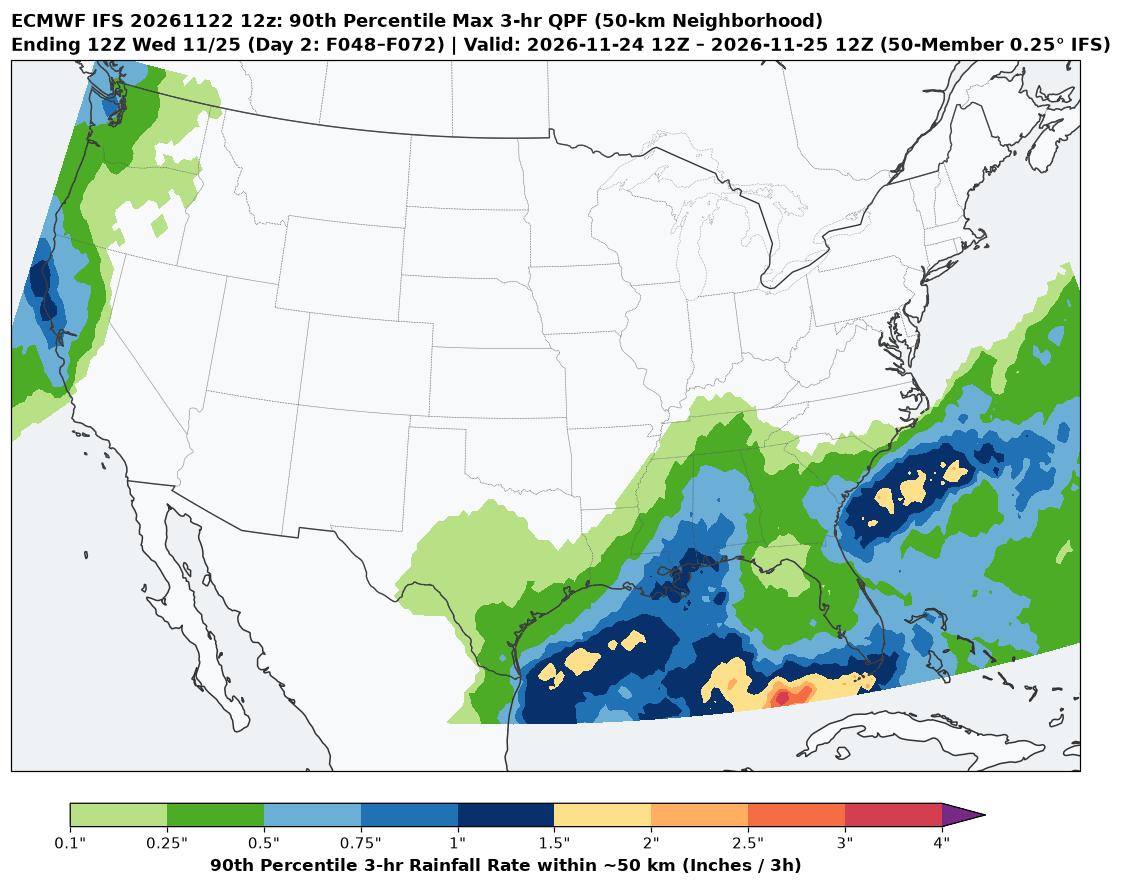 ECMWF IFS 20261122 12z: 90th Percentile Max 3-hr QPF (50-km Neighborhood)
Ending 12Z Wed 11/25 (Day 2: F048–F072) | Valid: 2026-11-24 12Z – 2026-11-25 12Z (50-Member 0.25° IFS)
0.1" 0.25" 0.5" 0.75" 1" 1.5" 2" 2.5" 3" 4"
90th Percentile 3-hr Rainfall Rate within ~50 km (Inches / 3h)